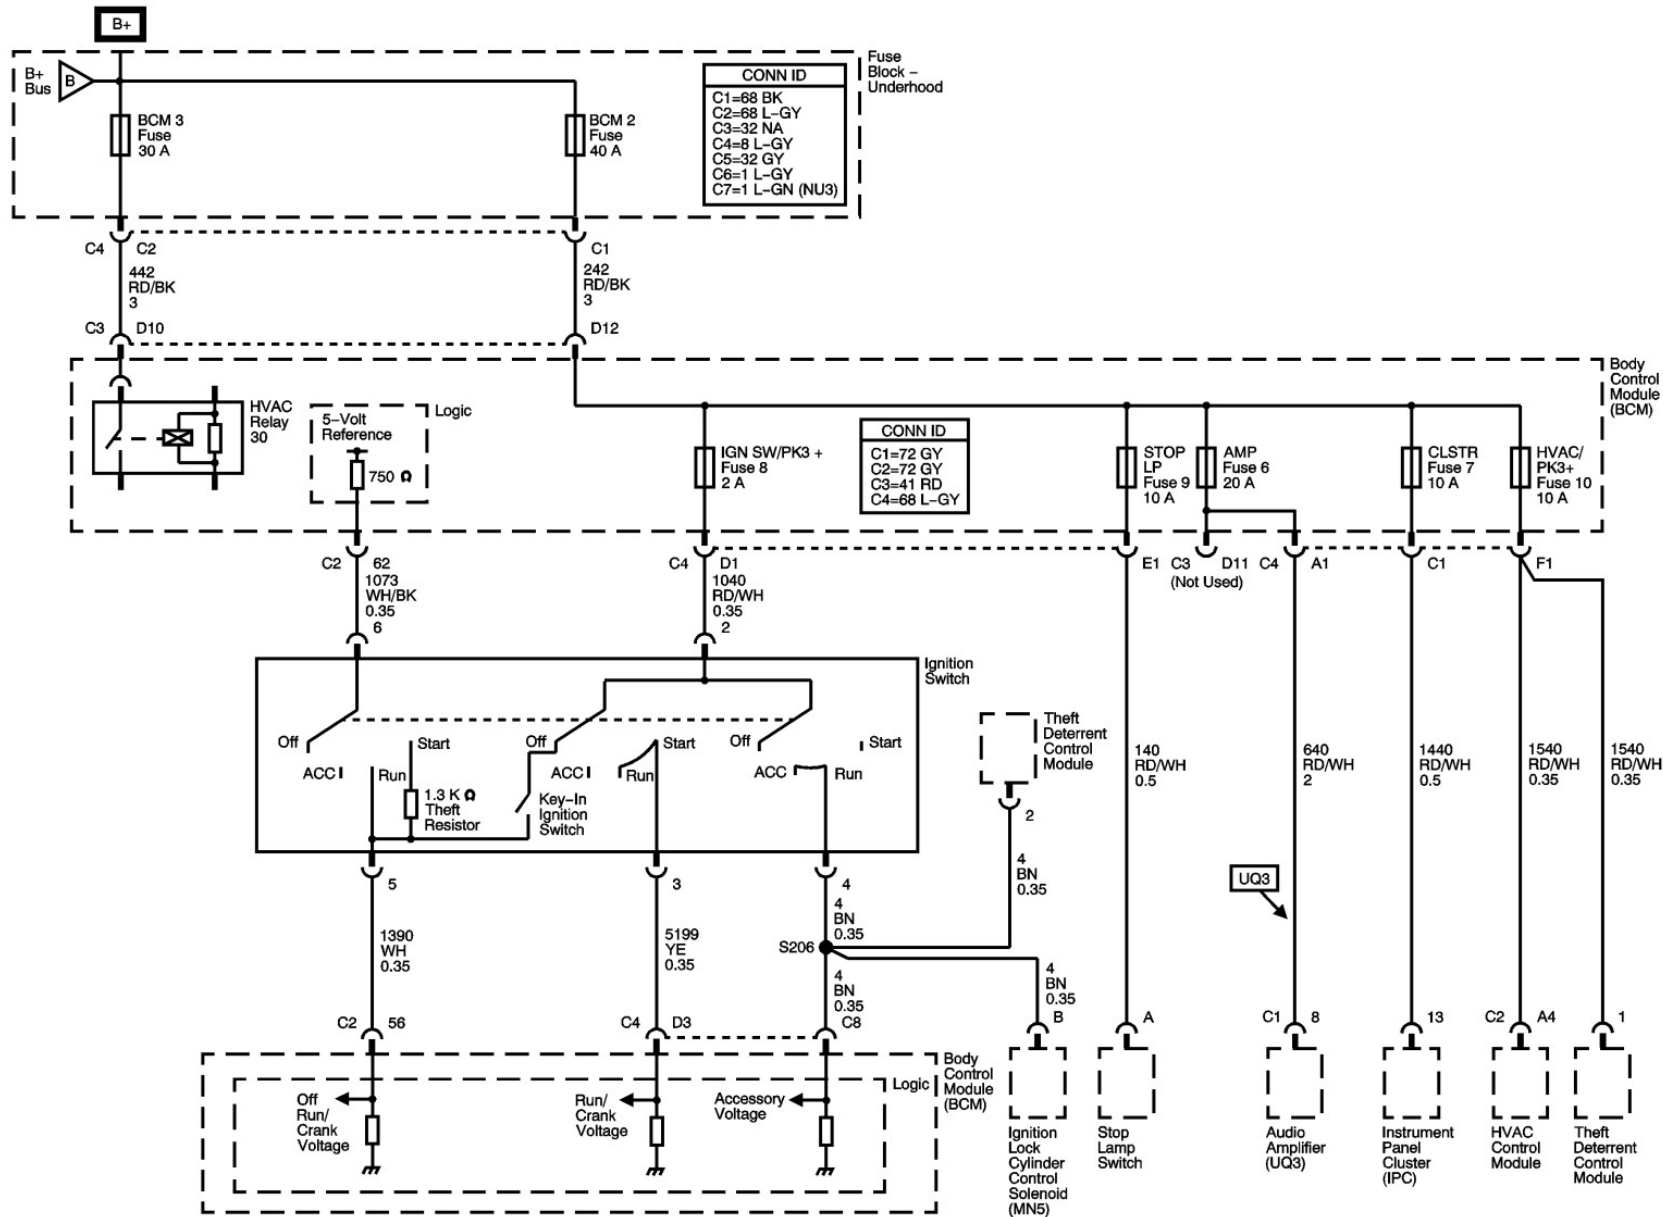 B+
B+
Bus
B
Fuse
Block –
Underhood
CONN ID
C1=68 BK
C2=68 L–GY
C3=32 NA
C4=8 L–GY
C5=32 GY
C6=1 L–GY
C7=1 L–GN (NU3)
BCM 3
Fuse
30 A
BCM 2
Fuse
40 A
C4
C2
C1
442
RD/BK
3
242
RD/BK
3
C3
D10
D12
Body
Control
Module
(BCM)
HVAC
Relay
30
5–Volt
Reference
Logic
750 Ω
IGN SW/PK3 +
Fuse 8
2 A
CONN ID
C1=72 GY
C2=72 GY
C3=41 RD
C4=68 L–GY
STOP
LP
Fuse 9
10 A
AMP
Fuse 6
20 A
CLSTR
Fuse 7
10 A
HVAC/
PK3+
Fuse 10
10 A
C2
62
C4
D1
E1
C3
D11
(Not Used)
C4
A1
C1
F1
1073
WH/BK
0.35
6
1040
RD/WH
0.35
2
Ignition
Switch
Off
ACC
Run
Start
1.3 K Ω
Theft
Resistor
Off
ACC
Run
Start
Key–In
Ignition
Switch
Off
ACC
Run
Start
Theft
Deterrent
Control
Module
2
140
RD/WH
0.5
640
RD/WH
2
1440
RD/WH
0.5
1540
RD/WH
0.35
1540
RD/WH
0.35
4
BN
0.35
UQ3
5
3
4
1390
WH
0.35
5199
YE
0.35
4
BN
0.35
S206
4
BN
0.35
4
BN
0.35
C2
56
C4
D3
C8
B
A
C1
8
13
C2
A4
1
Body
Control
Module
(BCM)
Logic
Off
Run/
Crank
Voltage
Run/
Crank
Voltage
Accessory
Voltage
Ignition
Lock
Cylinder
Control
Solenoid
(MN5)
Stop
Lamp
Switch
Audio
Amplifier
(UQ3)
Instrument
Panel
Cluster
(IPC)
HVAC
Control
Module
Theft
Deterrent
Control
Module